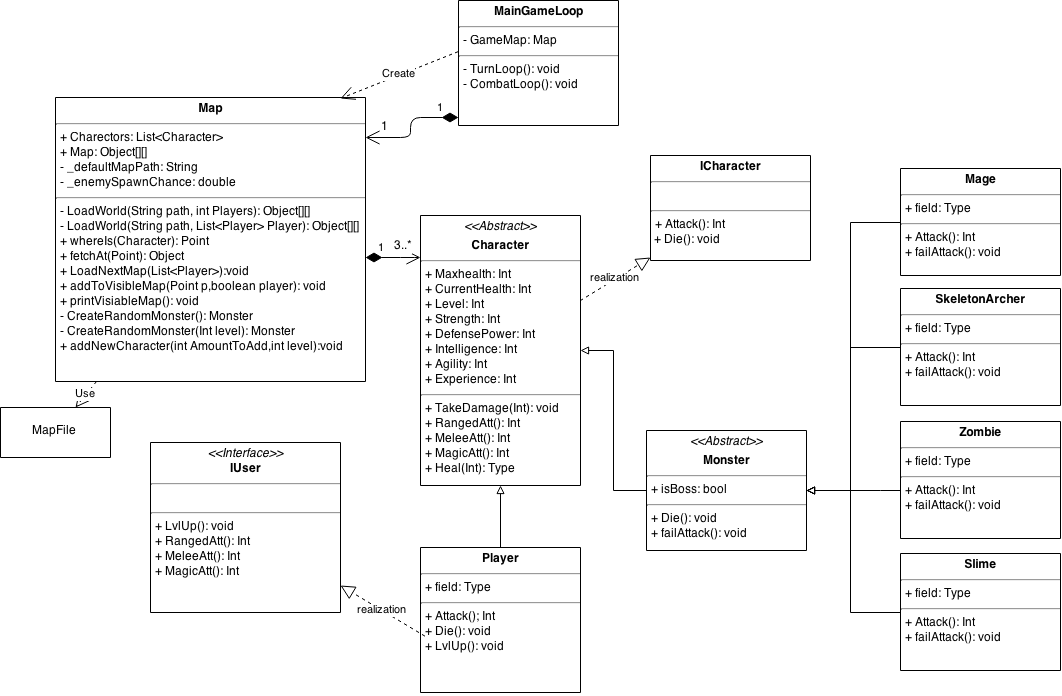 MainGameLoop
- GameMap: Map
- TurnLoop(): void
- CombatLoop(): void
Create
1
1
Map
+ Charectors: List<Character>
+ Map: Object[][]
- _defaultMapPath: String
- _enemySpawnChance: double
- LoadWorld(String path, int Players): Object[][]
- LoadWorld(String path, List<Player> Player): Object[][]
+ whereIs(Character): Point
+ fetchAt(Point): Object
+ LoadNextMap(List<Player>):void
+ addToVisibleMap(Point p,boolean player): void
+ printVisiableMap(): void
- CreateRandomMonster(): Monster
- CreateRandomMonster(Int level): Monster
+ addNewCharacter(int AmountToAdd,int level):void
1
3..*
Use
MapFile
<<Abstract>>
Character
+ Maxhealth: Int
+ CurrentHealth: Int
+ Level: Int
+ Strength: Int
+ DefensePower: Int
+ Intelligence: Int
+ Agility: Int
+ Experience: Int
+ TakeDamage(Int): void
+ RangedAtt(): Int
+ MeleeAtt(): Int
+ MagicAtt(): Int
+ Heal(Int): Type
ICharacter
+ Attack(): Int
+ Die(): void
realization
<<Interface>>
IUser
+ LvlUp(): void
+ RangedAtt(): Int
+ MeleeAtt(): Int
+ MagicAtt(): Int
realization
Player
+ field: Type
+ Attack(); Int
+ Die(): void
+ LvlUp(): void
<<Abstract>>
Monster
+ isBoss: bool
+ Die(): void
+ failAttack(): void
Mage
+ field: Type
+ Attack(): Int
+ failAttack(): void
SkeletonArcher
+ field: Type
+ Attack(): Int
+ failAttack(): void
Zombie
+ field: Type
+ Attack(): Int
+ failAttack(): void
Slime
+ field: Type
+ Attack(): Int
+ failAttack(): void